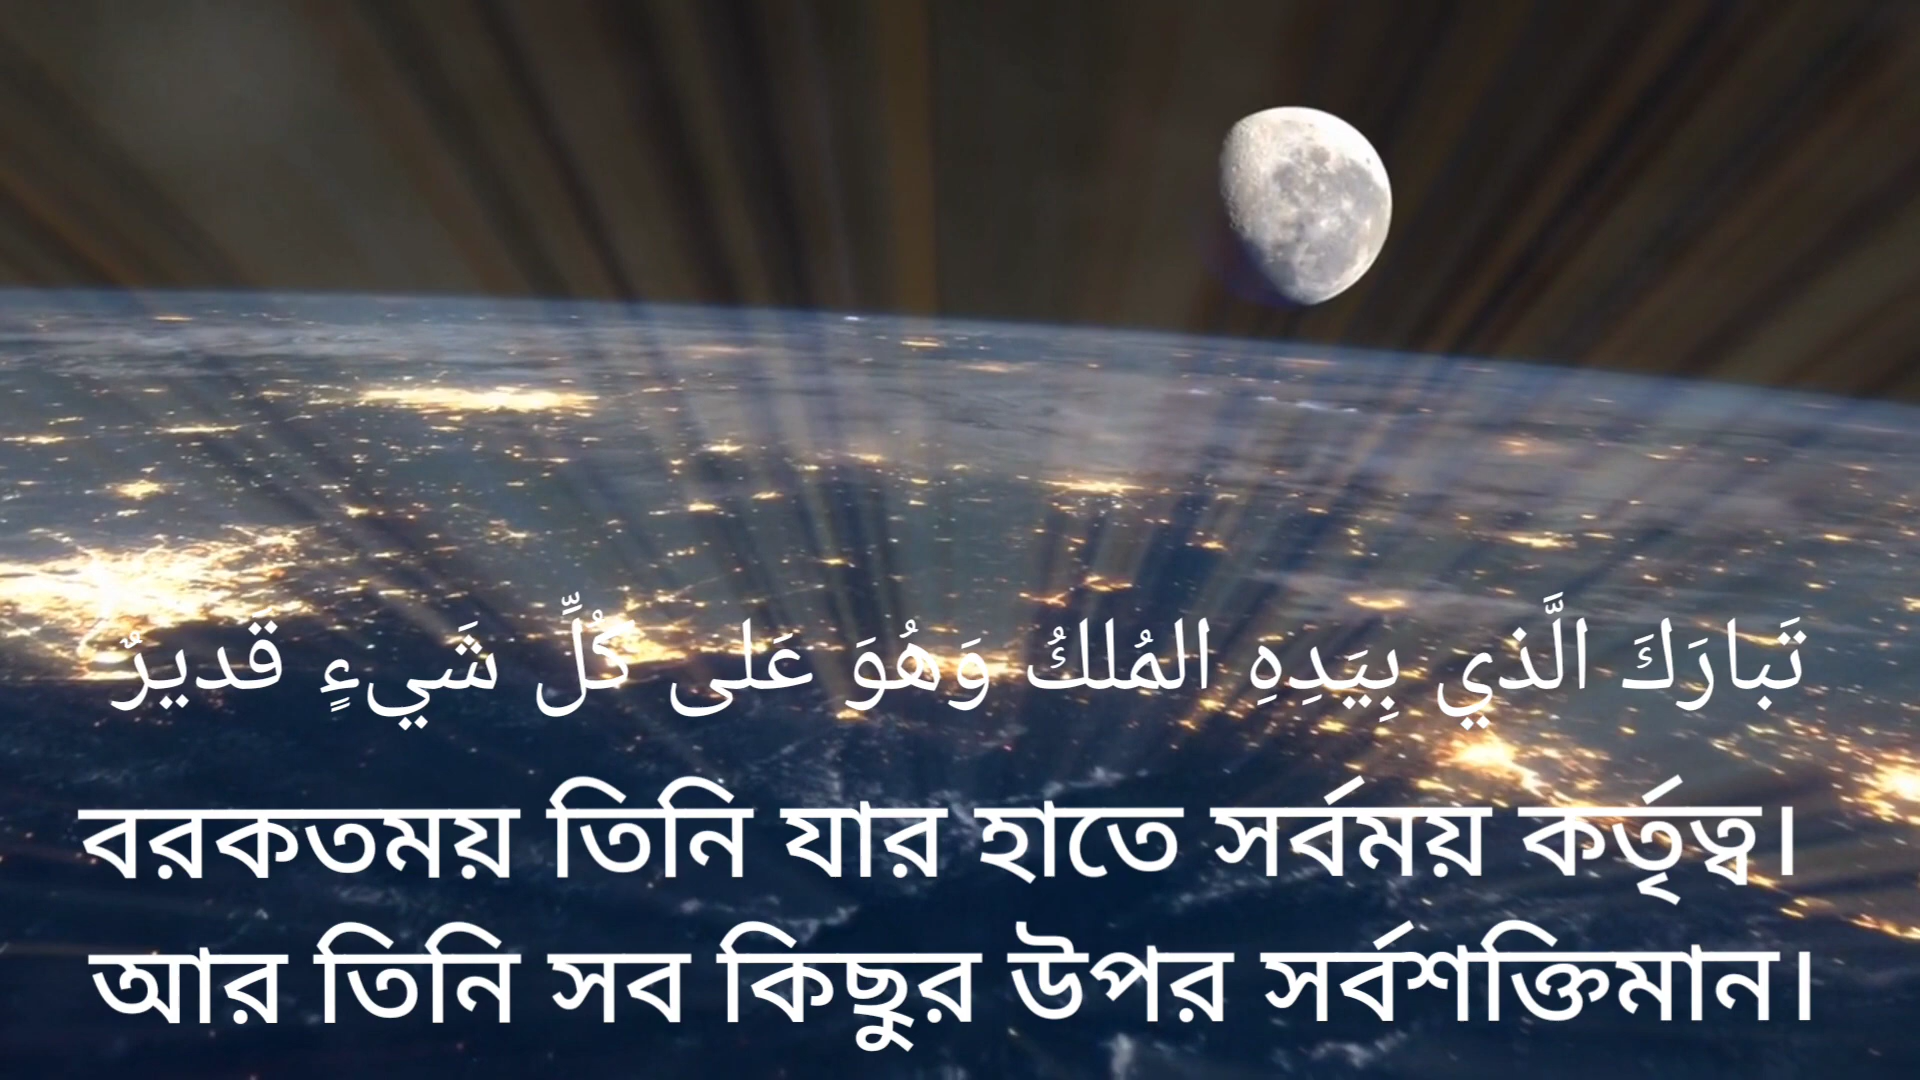 تَبارَكَ الَّذي بِيَدِهِ المُلكُ وَهُوَ عَلى كُلِّ شَيءٍ قَديرٌ
বরকতময় তিনি যার হাতে সর্বময় কর্তৃত্ব।
আর তিনি সব কিছুর উপর সর্বশক্তিমান।